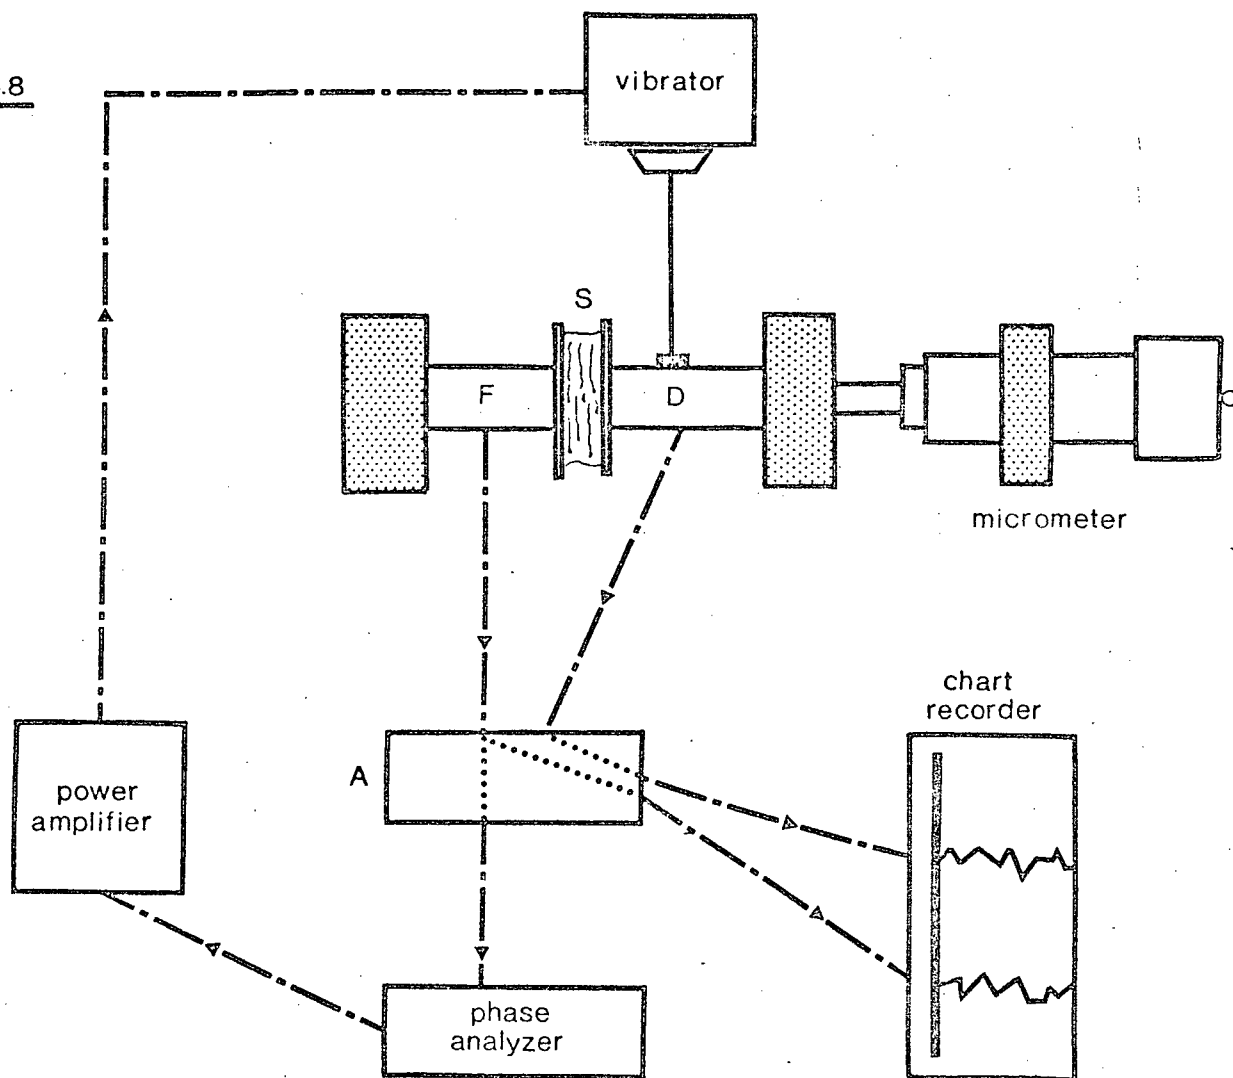 .8
vibrator
S
F
D
micrometer
chart
recorder
A
power
amplifier
phase
analyzer